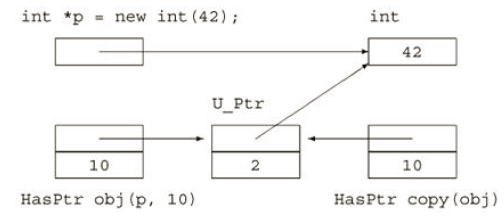 int *p = new int(42);    int
42
U_Ptr
10    2    10
HasPtr obj(p, 10)    HasPtr copy(obj)